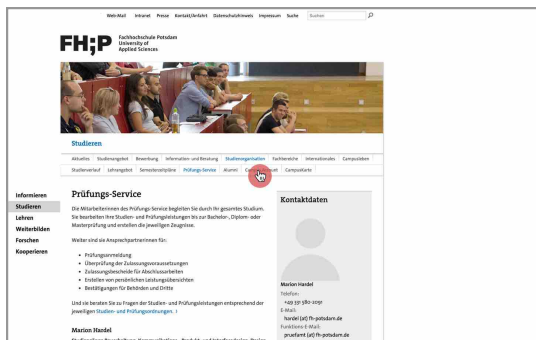 Web-Mail Intranet Presse Kontakt/Anfahrt Datenschutzhinweis Impressum Suche Suchen
FH;P
Fachhochschule Potsdam
University of
Applied Sciences
Studieren
Aktuelles Studienangebot Bewerbung Information- und Beratung Studienorganisation Fachbereiche Internationales Campusleben
Studienverlauf Lehrangebot Semesterzeitpläne Prüfungs-Service Alumni Campuskarte
Informieren
Studieren
Lehren
Weiterbilden
Forschen
Kooperieren
Prüfungs-Service
Die Mitarbeiterinnen des Prüfungs-Service begleiten Sie durch Ihr gesamtes Studium.
Sie bearbeiten Ihre Studien- und Prüfungsleistungen bis zur Bachelor-, Diplom- oder
Masterprüfung und erstellen die jeweiligen Zeugnisse.
Weiter sind sie Ansprechpartnerinnen für:
• Prüfungsanmeldung
• Überprüfung der Zulassungsvoraussetzungen
• Zulassungsbescheide für Abschlussarbeiten
• Erstellen von persönlichen Leistungsübersichten
• Bestätigungen für Behörden und Dritte
Und sie beraten Sie zu Fragen der Studien- und Prüfungsleistungen entsprechend der
jeweiligen Studien- und Prüfungsordnungen.
Marion Hardel
Kontaktdaten
Marion Hardel
Telefon:
+49 331 580-2091
E-Mail:
hardel (at) fh-potsdam.de
Funktions-E-Mail:
pruefamt (at) fh-potsdam.de